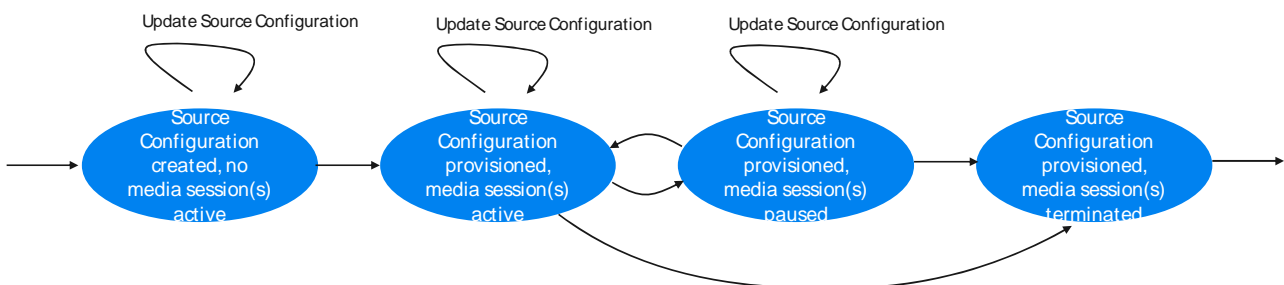 Update Source Configuration
Update Source Configuration
Update Source Configuration
Source
Configuration
created, no
media session(s)
active
Source
Configuration
provisioned,
media session(s)
active
Source
Configuration
provisioned,
media session(s)
paused
Source
Configuration
provisioned,
media session(s)
terminated